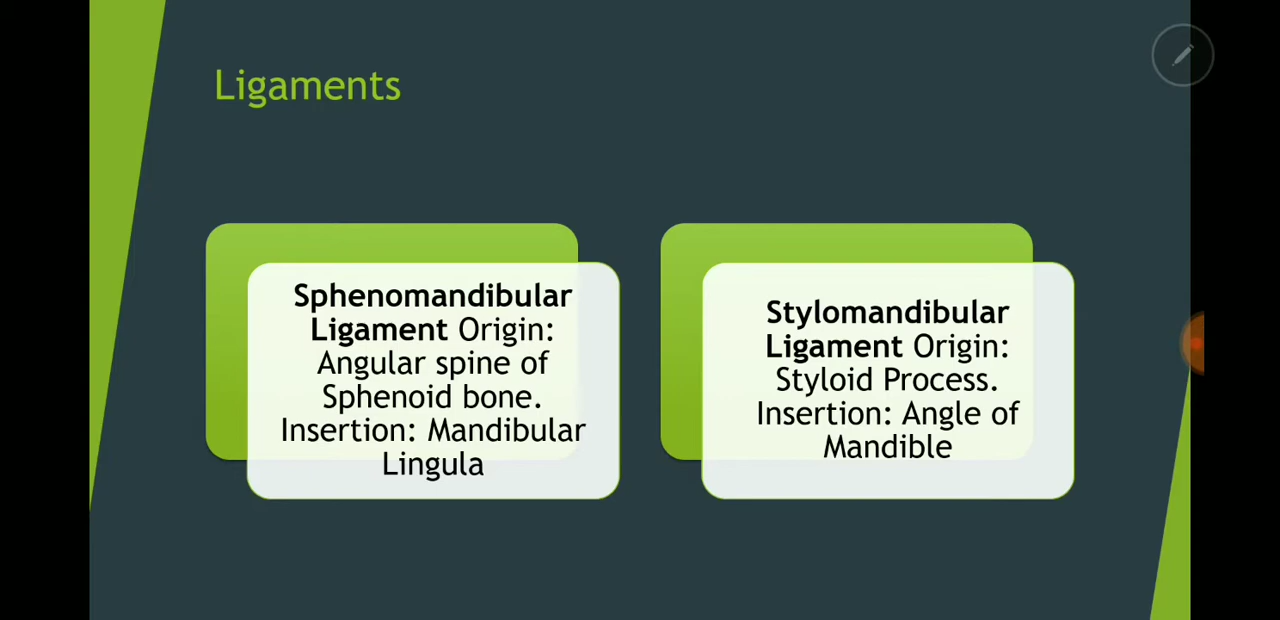 Ligaments
Sphenomandibular
Ligament Origin:
Angular spine of
Sphenoid bone.
Insertion: Mandibular
Lingula
Stylomandibular
Ligament Origin:
Styloid Process.
Insertion: Angle of
Mandible